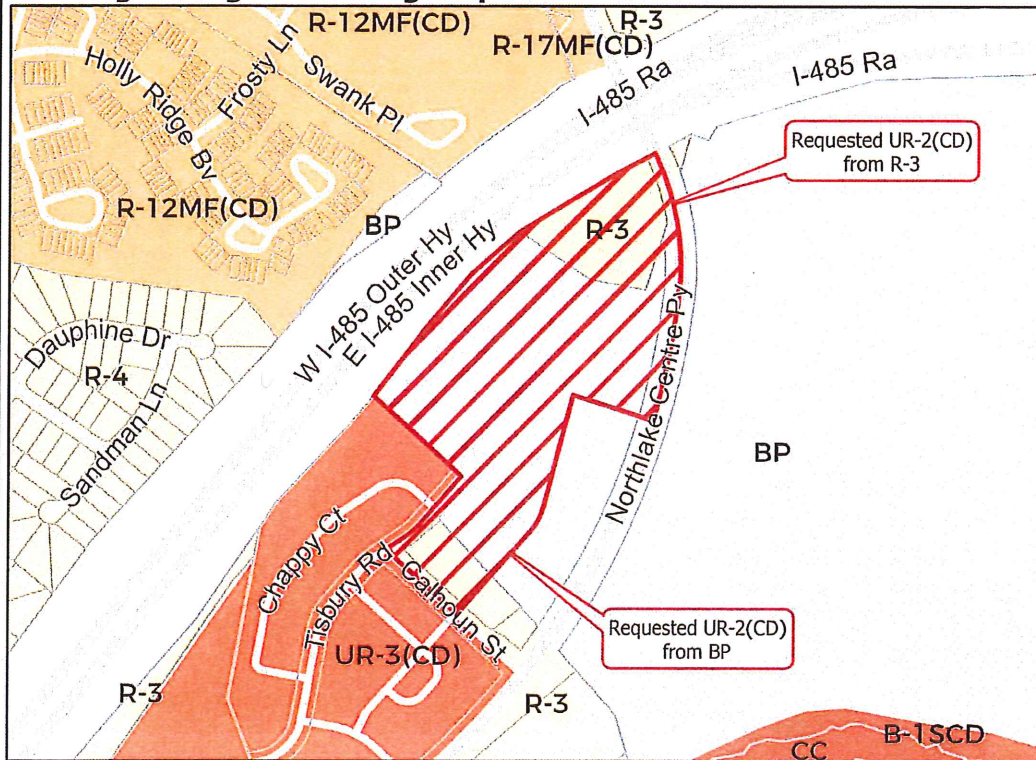 R-12MF(CD)
R-3
R-17MF(CD)
I-485 Ra
I-485 Ra
Holly Ridge Bv
Frosty Ln
Swank Pl
Requested UR-2(CD)
from R-3
R-12MF(CD)
BP
R-3
W I-485 Outer Hy
E I-485 Inner Hy
Dauphine Dr
R-4
Sandman Ln
Northlake Centre Py
BP
Chappy Ct
Tisbury Rd
Calhoun St
Requested UR-2(CD)
from BP
UR-3(CD)
R-3
R-3
B-1SCD
CC